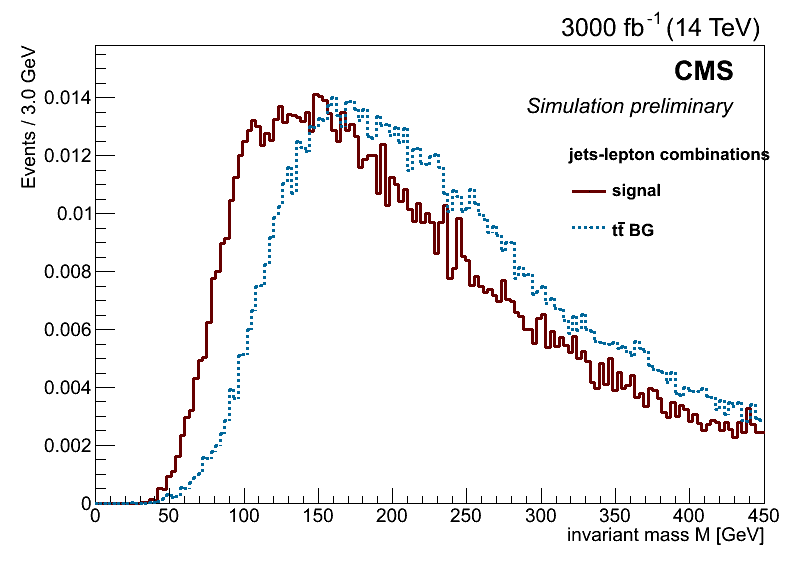 3000 fb-1 (14 TeV)
Events / 3.0 GeV
CMS
Simulation preliminary
jets-lepton combinations
signal
tt̄ BG
0.014
0.012
0.01
0.008
0.006
0.004
0.002
0
0 50 100 150 200 250 300 350 400 450
invariant mass M [GeV]